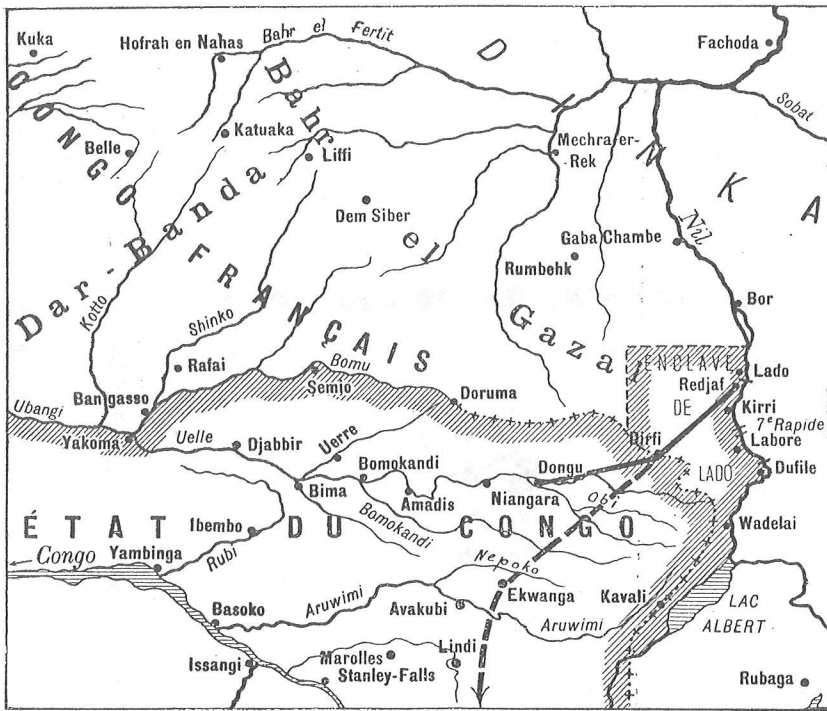 Kuka
Hofrah en Nahas
Bahr el Fertit
Fachoda
Sobat
CONGO FRANÇAIS
Bahr el Gazal
DINKA
Belle
Katuaka
Liffi
Mechra-er-
Rek
Dem Siber
Dar-Banda
Gaba Chambe
Nil
Rumbehk
Kotto
Shinko
Bor
Rafai
Bomu
Semio
Doruma
ENCLAVE
DE
LADO
Lado
Redjaf
Kirri
7e Rapide
Labore
Dufile
Bangasso
Ubangi
Yakoma
Uelle
Djabbir
Uerre
Bomokandi
Dirfi
Dongu
Bima
Amadis
Niangara
Obi
Bomokandi
Wadelai
ÉTAT DU CONGO
Ibembo
Rubi
Congo
Yambinga
Nepoko
Ekwanga
Kavali
LAC
ALBERT
Basoko
Aruwimi
Avakubi
Aruwimi
Issangi
Marolles
Stanley-Falls
Lindi
Rubaga
A